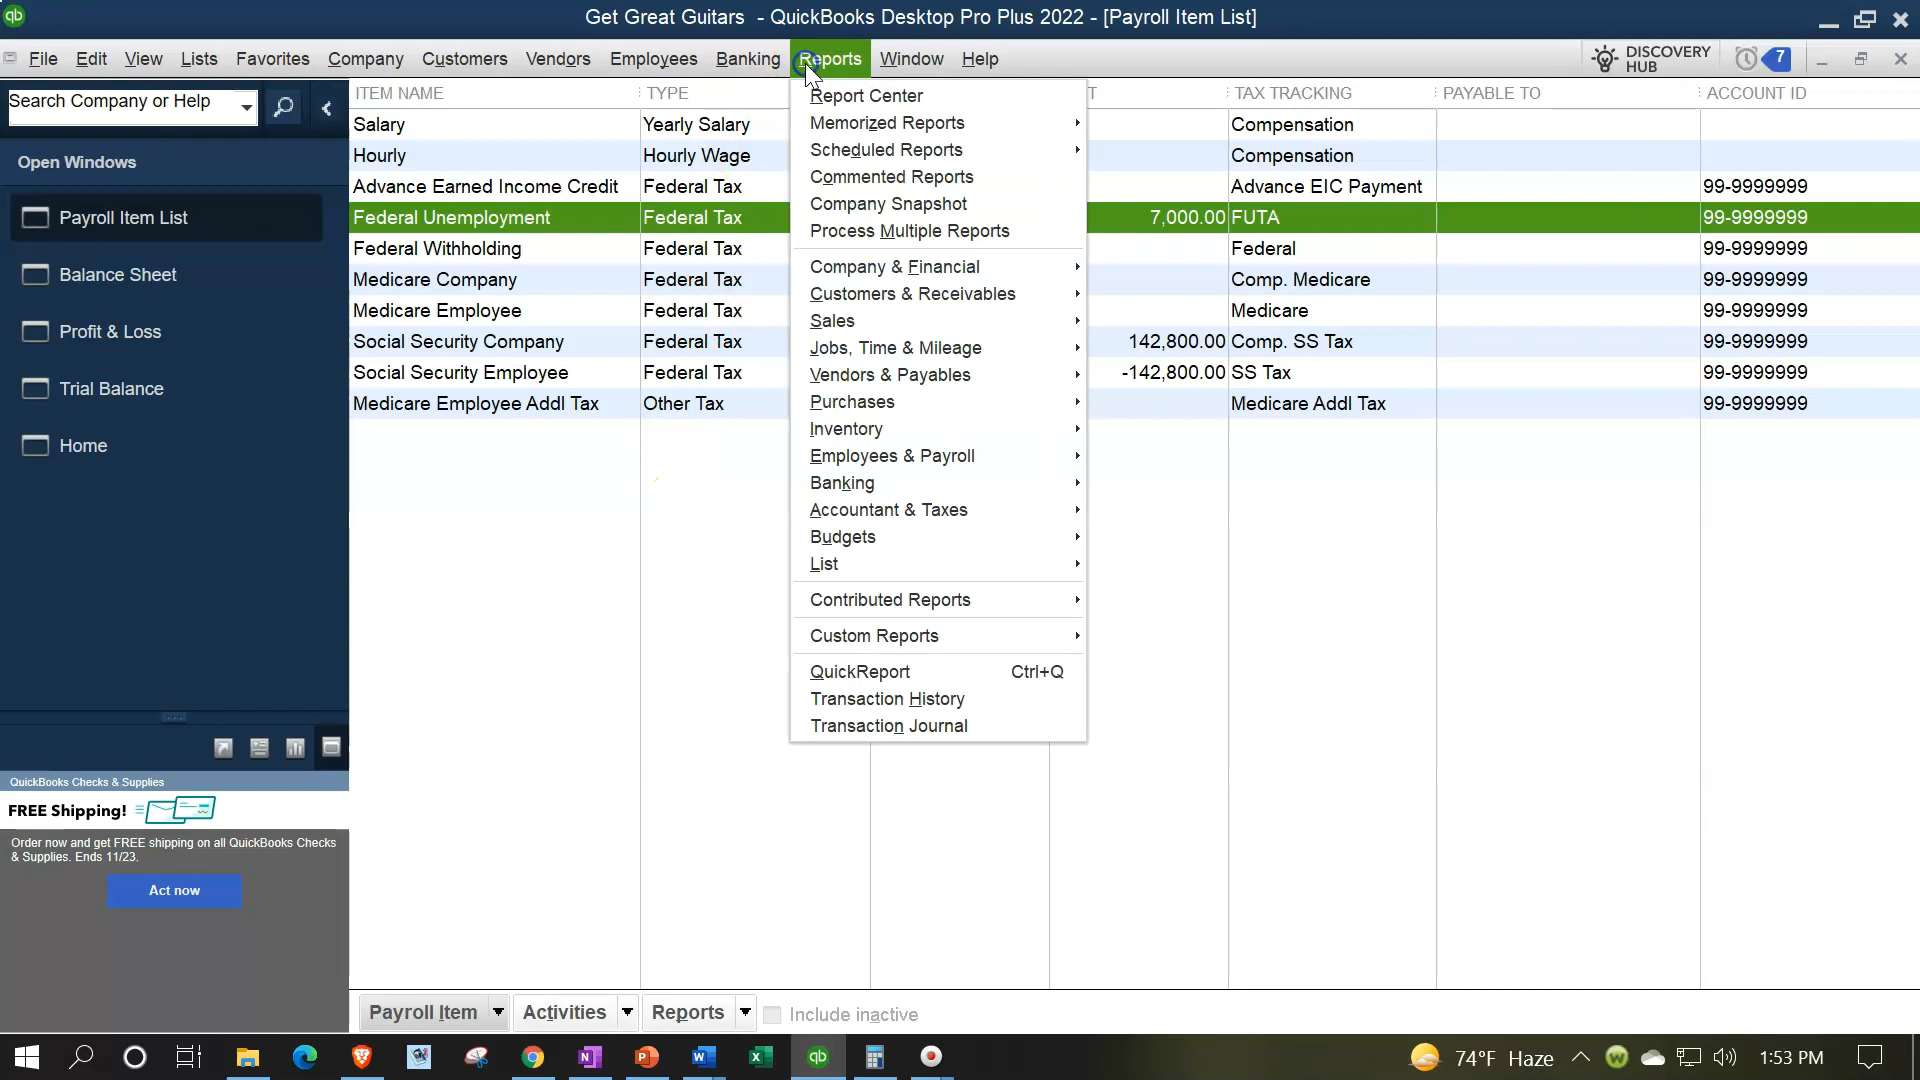 qb
Get Great Guitars - QuickBooks Desktop Pro Plus 2022 - [Payroll Item List]
File Edit View Lists Favorites Company Customers Vendors Employees Banking Reports Window Help
DISCOVERY
HUB
7
Search Company or Help
Open Windows
Payroll Item List
Balance Sheet
Profit & Loss
Trial Balance
Home
QuickBooks Checks & Supplies
FREE Shipping!
Order now and get FREE shipping on all QuickBooks Checks
& Supplies. Ends 11/23.
Act now
ITEM NAME TYPE T TAX TRACKING PAYABLE TO ACCOUNT ID
Salary Yearly Salary Compensation
Hourly Hourly Wage Compensation
Advance Earned Income Credit Federal Tax Advance EIC Payment 99-9999999
Federal Unemployment Federal Tax 7,000.00 FUTA 99-9999999
Federal Withholding Federal Tax Federal 99-9999999
Medicare Company Federal Tax Comp. Medicare 99-9999999
Medicare Employee Federal Tax Medicare 99-9999999
Social Security Company Federal Tax 142,800.00 Comp. SS Tax 99-9999999
Social Security Employee Federal Tax -142,800.00 SS Tax 99-9999999
Medicare Employee Addl Tax Other Tax Medicare Addl Tax 99-9999999
Report Center
Memorized Reports
Scheduled Reports
Commented Reports
Company Snapshot
Process Multiple Reports
Company & Financial
Customers & Receivables
Sales
Jobs, Time & Mileage
Vendors & Payables
Purchases
Inventory
Employees & Payroll
Banking
Accountant & Taxes
Budgets
List
Contributed Reports
Custom Reports
QuickReport Ctrl+Q
Transaction History
Transaction Journal
Payroll Item Activities Reports Include inactive
74°F Haze 1:53 PM